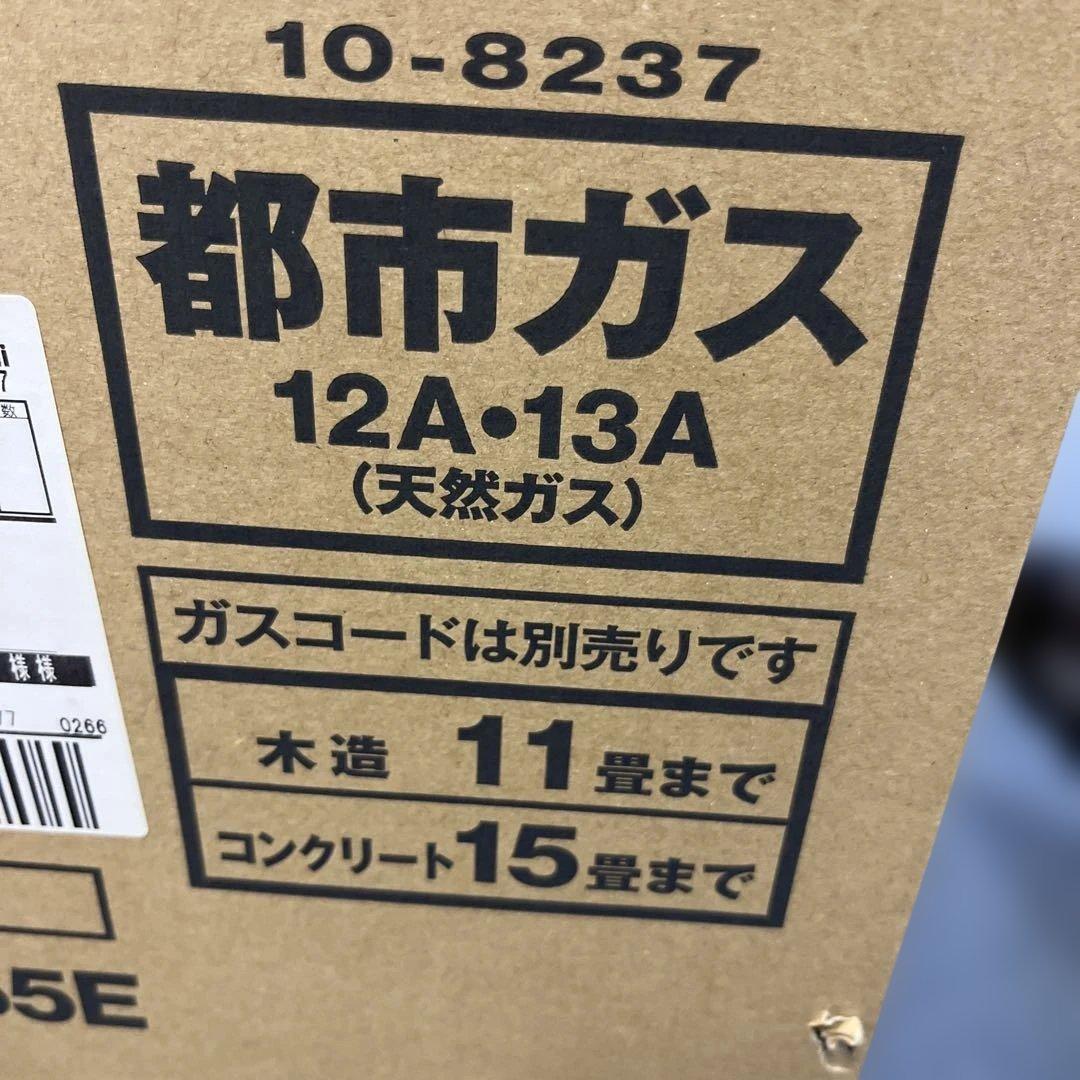 10-8237
都市ガス
12A・13A
(天然ガス)
ガスコードは別売りです
木造 11畳まで
コンクリート15畳まで
数
様様
0266
5E